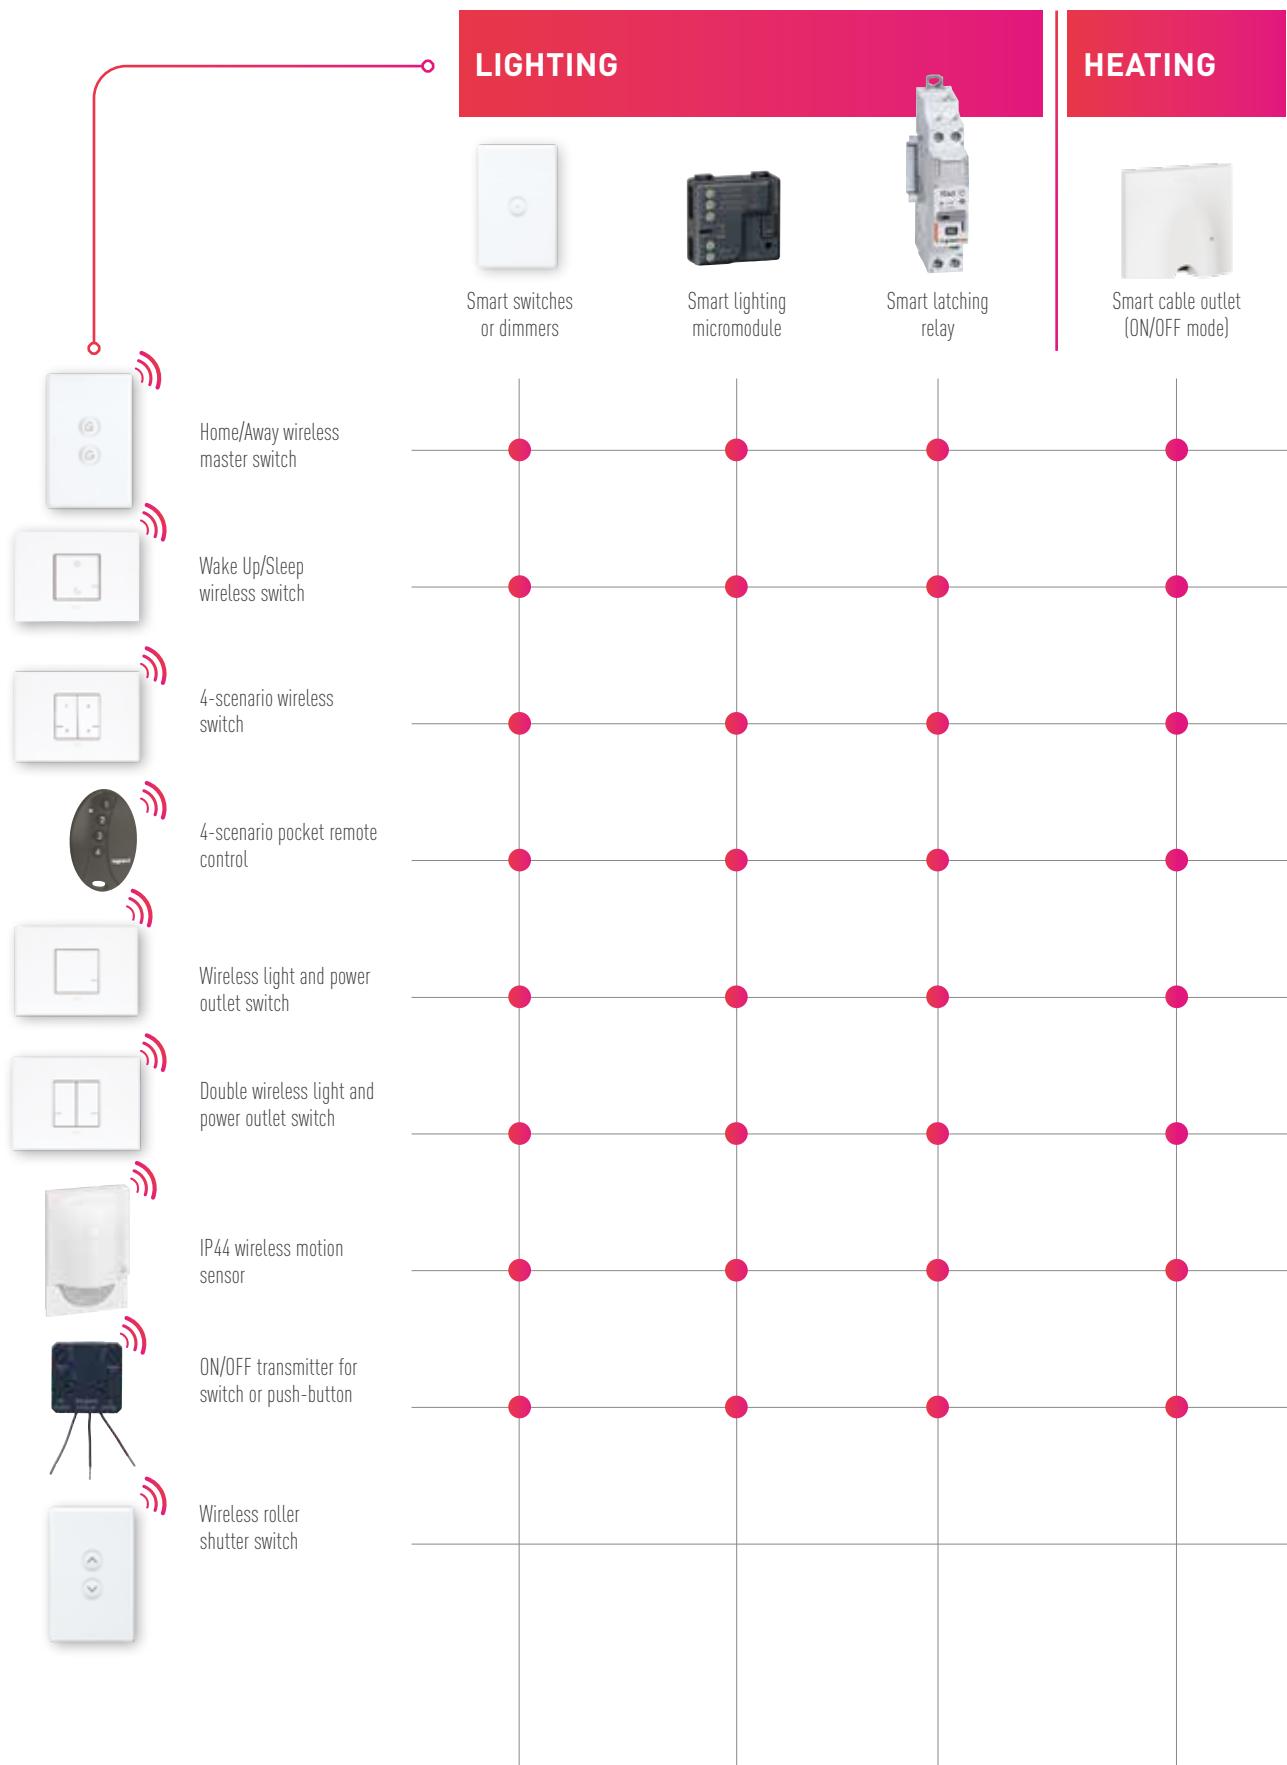 LIGHTING
HEATING
Smart switches
or dimmers
Smart lighting
micromodule
Smart latching
relay
Smart cable outlet
(ON/OFF mode)
Home/Away wireless
master switch
Wake Up/Sleep
wireless switch
4-scenario wireless
switch
4-scenario pocket remote
control
2
3
4
Wireless light and power
outlet switch
Double wireless light and
power outlet switch
IP44 wireless motion
sensor
ON/OFF transmitter for
switch or push-button
Wireless roller
shutter switch